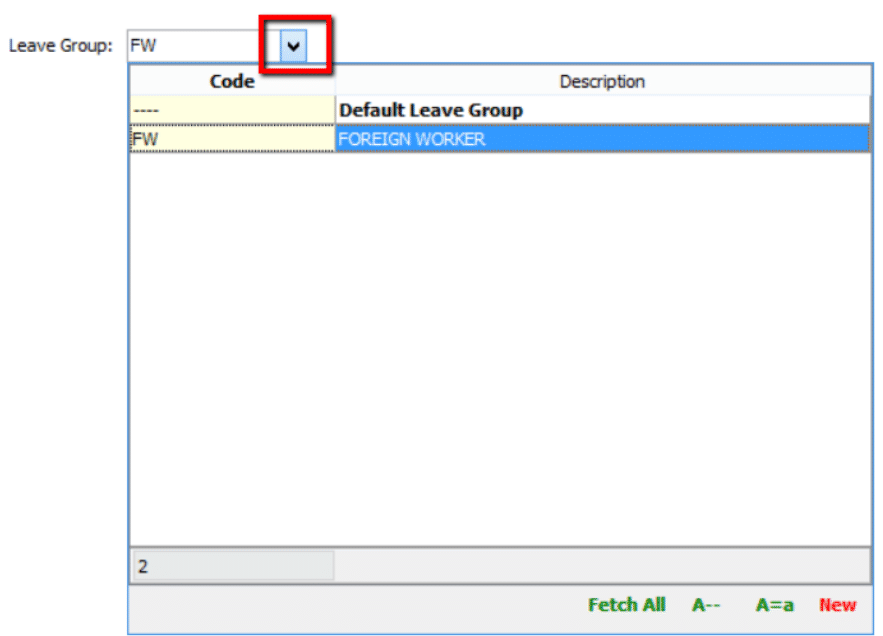 Leave Group: FW
Code Description
---- Default Leave Group
FW FOREIGN WORKER
2
Fetch All A-- A=a New